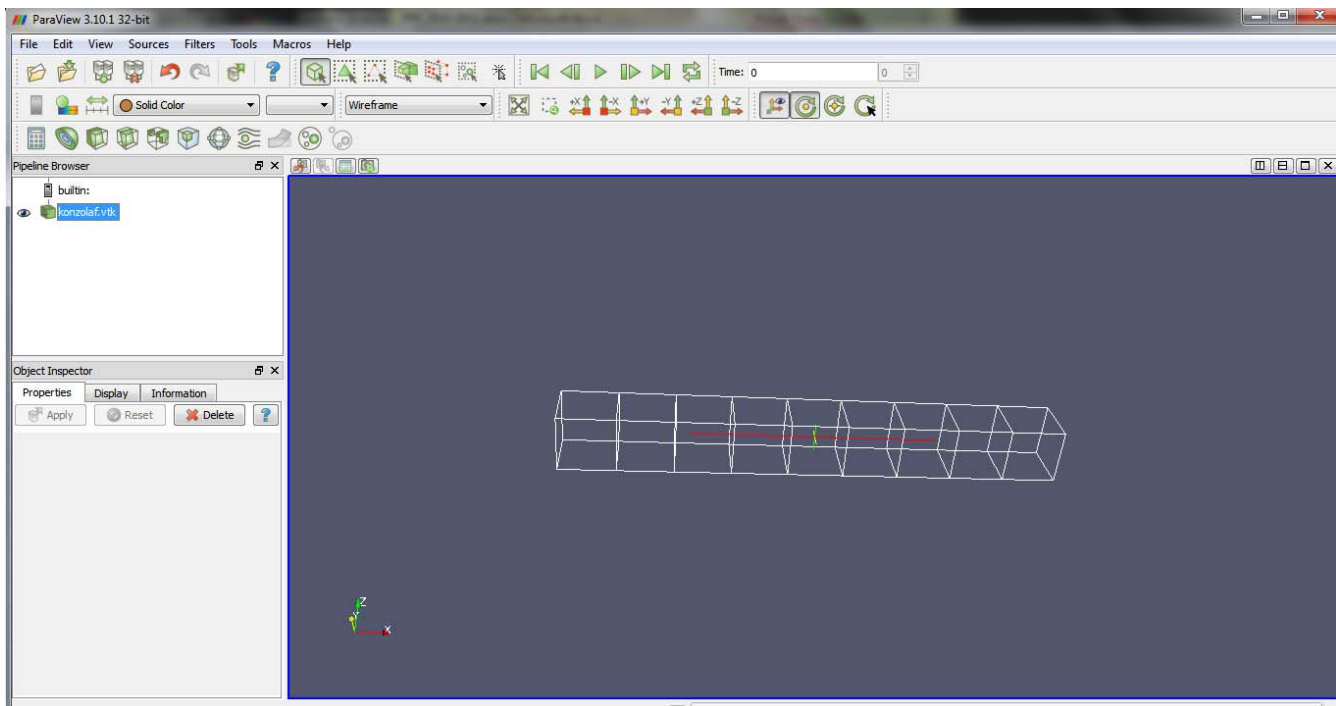 ParaView 3.10.1 32-bit
File Edit View Sources Filters Tools Macros Help
Time: 0 0
Solid Color Wireframe +X -X +Y -Y +Z -Z
Pipeline Browser
builtin:
konzolaf.vtk
Object Inspector
Properties Display Information
Apply Reset Delete ?
Z
Y
X